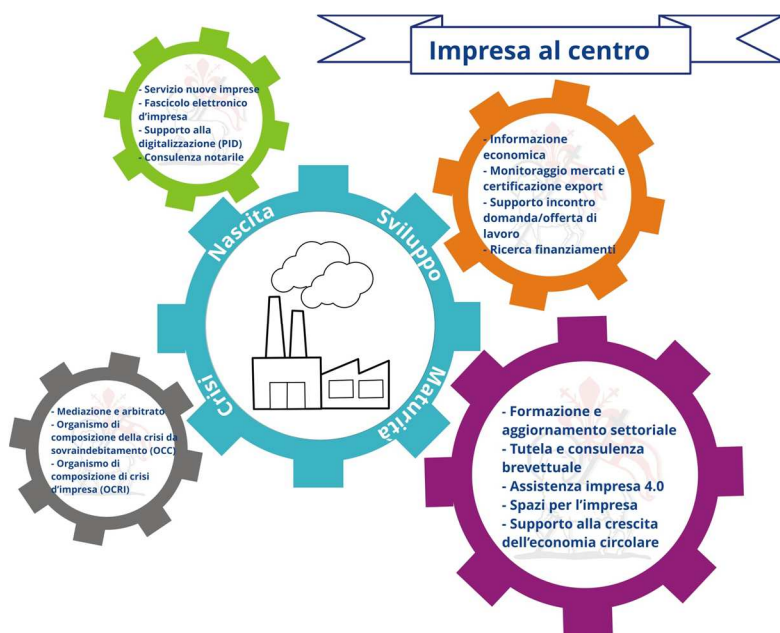 Impresa al centro
- Servizio nuove imprese
- Fascicolo elettronico
d'impresa
- Supporto alla
digitalizzazione (PID)
- Consulenza notarile
- Informazione
economica
- Monitoraggio mercati e
certificazione export
- Supporto incontro
domanda/offerta di
lavoro
- Ricerca finanziamenti
Nascita
Sviluppo
Crisi
Maturità
- Mediazione e arbitrato
- Organismo di
composizione della crisi da
sovraindebitamento (OCC)
- Organismo di
composizione di crisi
d'impresa (OCRI)
- Formazione e
aggiornamento settoriale
- Tutela e consulenza
brevettuale
- Assistenza impresa 4.0
- Spazi per l'impresa
- Supporto alla crescita
dell'economia circolare